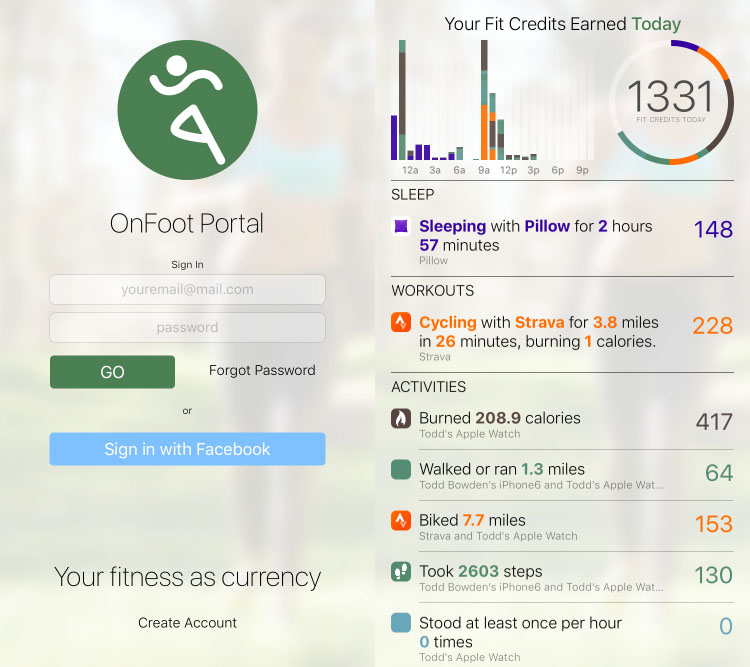 OnFoot Portal
Sign In
youremail@mail.com
password
GO
Forgot Password
or
Sign in with Facebook
Your fitness as currency
Create Account
Your Fit Credits Earned Today
1331
FIT CREDITS TODAY
12a 3a 6a 9a 12p 3p 6p 9p
SLEEP
Sleeping with Pillow for 2 hours
57 minutes
148
Pillow
WORKOUTS
Cycling with Strava for 3.8 miles
in 26 minutes, burning 1 calories.
228
Strava
ACTIVITIES
Burned 208.9 calories
417
Todd's Apple Watch
Walked or ran 1.3 miles
64
Todd Bowden's iPhone6 and Todd's Apple Wat...
Biked 7.7 miles
153
Strava and Todd's Apple Watch
Took 2603 steps
130
Todd Bowden's iPhone6 and Todd's Apple Wat...
Stood at least once per hour
0 times
0
Todd's Apple Watch